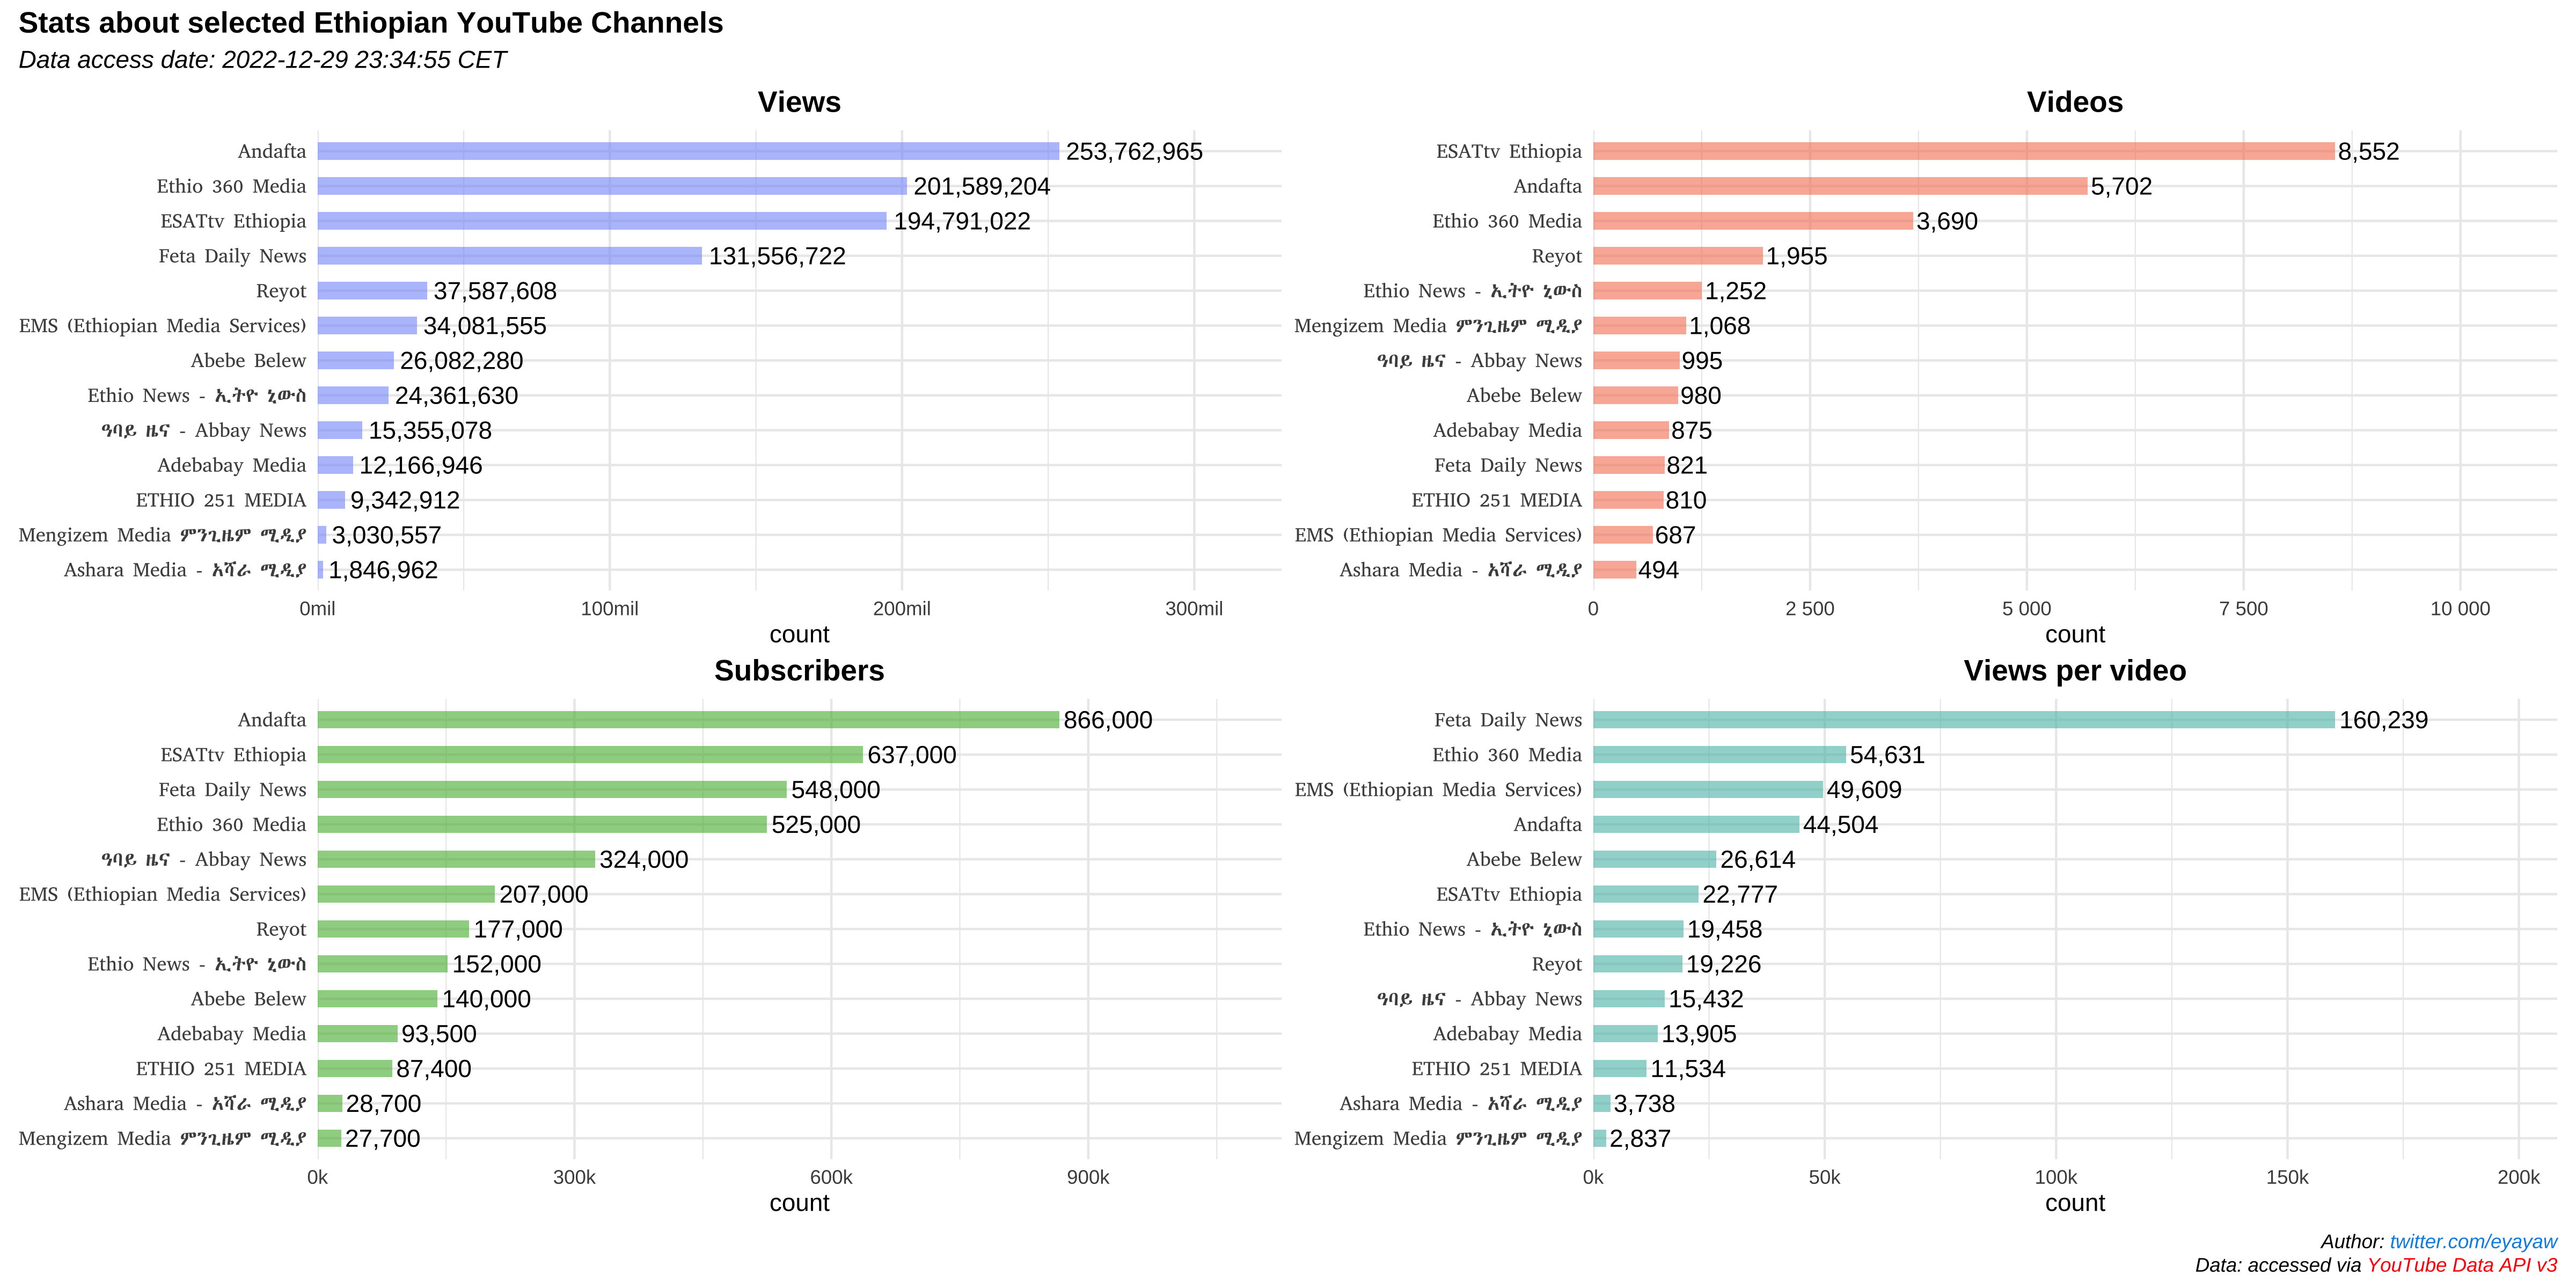 Stats about selected Ethiopian YouTube Channels
Data access date: 2022-12-29 23:34:55 CET
Views
Andafta 253,762,965
Ethio 360 Media 201,589,204
ESATtv Ethiopia 194,791,022
Feta Daily News 131,556,722
Reyot 37,587,608
EMS (Ethiopian Media Services) 34,081,555
Abebe Belew 26,082,280
Ethio News - ኢትዮ ኒውስ 24,361,630
ዓባይ ዜና - Abbay News 15,355,078
Adebabay Media 12,166,946
ETHIO 251 MEDIA 9,342,912
Mengizem Media ምንጊዜም ሚዲያ 3,030,557
Ashara Media - አሻራ ሚዲያ 1,846,962
0mil 100mil 200mil 300mil
count
Videos
ESATtv Ethiopia 8,552
Andafta 5,702
Ethio 360 Media 3,690
Reyot 1,955
Ethio News - ኢትዮ ኒውስ 1,252
Mengizem Media ምንጊዜም ሚዲያ 1,068
ዓባይ ዜና - Abbay News 995
Abebe Belew 980
Adebabay Media 875
Feta Daily News 821
ETHIO 251 MEDIA 810
EMS (Ethiopian Media Services) 687
Ashara Media - አሻራ ሚዲያ 494
0 2 500 5 000 7 500 10 000
count
Subscribers
Andafta 866,000
ESATtv Ethiopia 637,000
Feta Daily News 548,000
Ethio 360 Media 525,000
ዓባይ ዜና - Abbay News 324,000
EMS (Ethiopian Media Services) 207,000
Reyot 177,000
Ethio News - ኢትዮ ኒውስ 152,000
Abebe Belew 140,000
Adebabay Media 93,500
ETHIO 251 MEDIA 87,400
Ashara Media - አሻራ ሚዲያ 28,700
Mengizem Media ምንጊዜም ሚዲያ 27,700
0k 300k 600k 900k
count
Views per video
Feta Daily News 160,239
Ethio 360 Media 54,631
EMS (Ethiopian Media Services) 49,609
Andafta 44,504
Abebe Belew 26,614
ESATtv Ethiopia 22,777
Ethio News - ኢትዮ ኒውስ 19,458
Reyot 19,226
ዓባይ ዜና - Abbay News 15,432
Adebabay Media 13,905
ETHIO 251 MEDIA 11,534
Ashara Media - አሻራ ሚዲያ 3,738
Mengizem Media ምንጊዜም ሚዲያ 2,837
0k 50k 100k 150k 200k
count
Author: twitter.com/eyayaw
Data: accessed via YouTube Data API v3